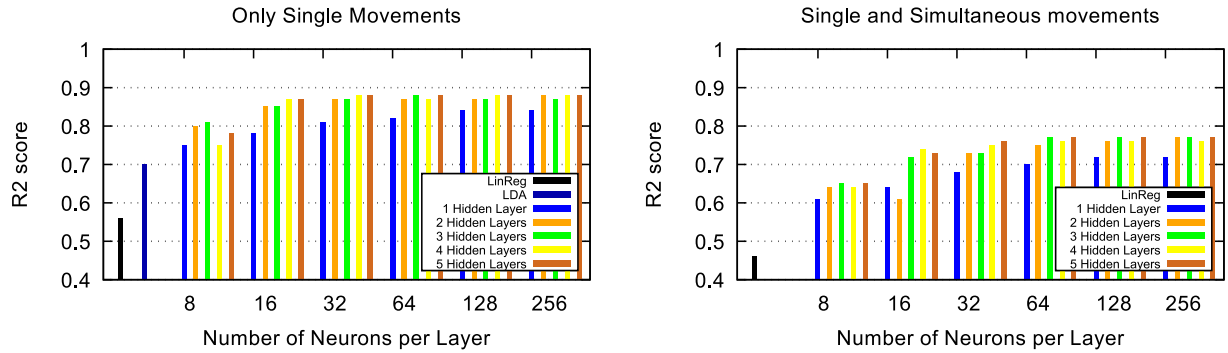 Only Single Movements
R2 score
1
0.9
0.8
0.7
0.6
0.5
0.4
LinReg
LDA
1 Hidden Layer
2 Hidden Layers
3 Hidden Layers
4 Hidden Layers
5 Hidden Layers
8 16 32 64 128 256
Number of Neurons per Layer
Single and Simultaneous movements
R2 score
1
0.9
0.8
0.7
0.6
0.5
0.4
LinReg
1 Hidden Layer
2 Hidden Layers
3 Hidden Layers
4 Hidden Layers
5 Hidden Layers
8 16 32 64 128 256
Number of Neurons per Layer